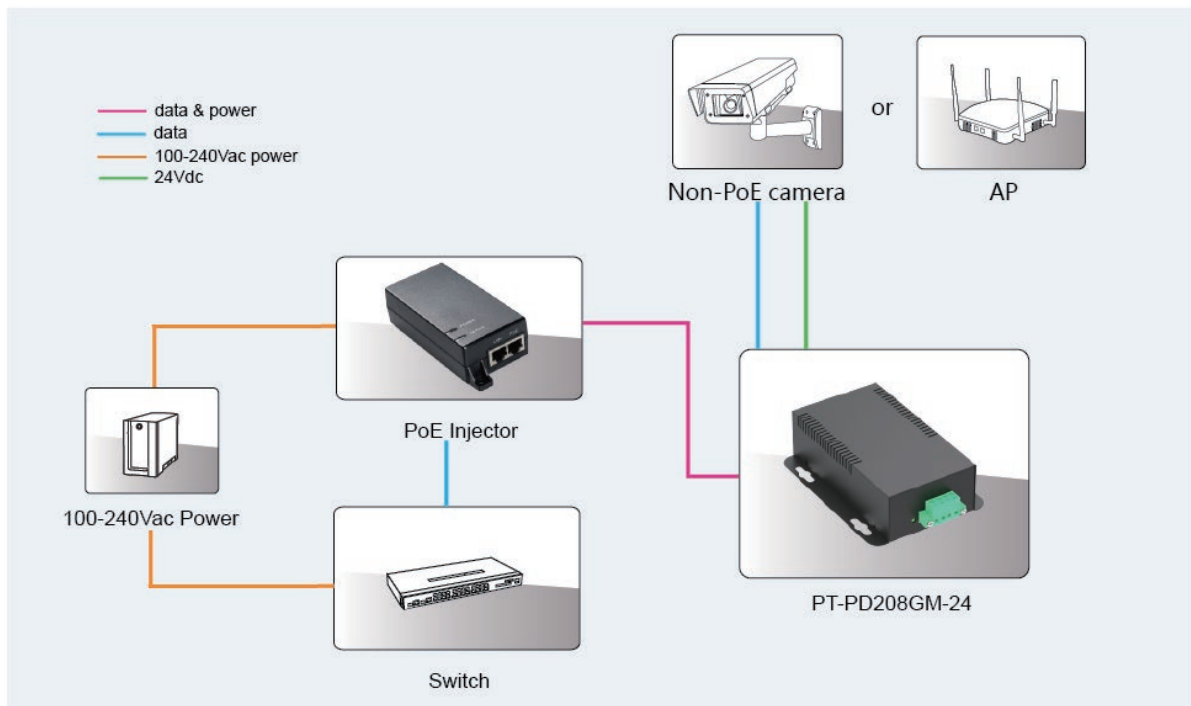 data & power
data
100-240Vac power
24Vdc
or
Non-PoE camera
AP
PoE Injector
100-240Vac Power
PT-PD208GM-24
Switch